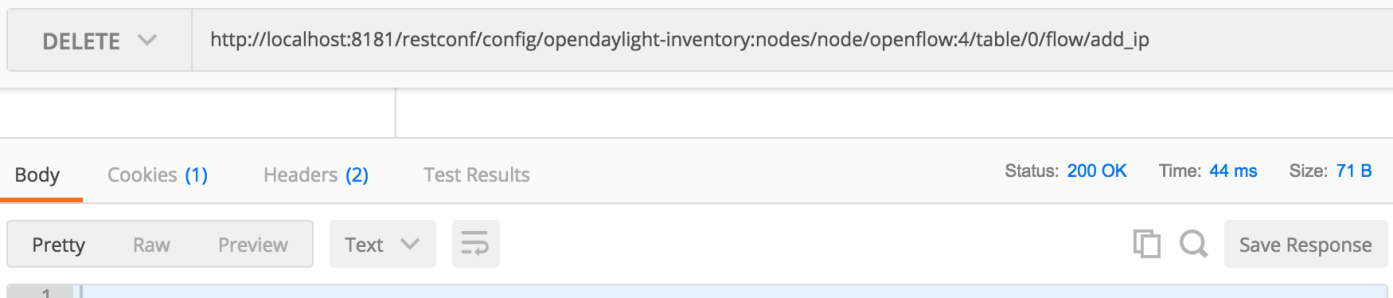 DELETE http://localhost:8181/restconf/config/opendaylight-inventory:nodes/node/openflow:4/table/0/flow/add_ip
Body Cookies (1) Headers (2) Test Results Status: 200 OK Time: 44 ms Size: 71 B
Pretty Raw Preview Text Save Response
1